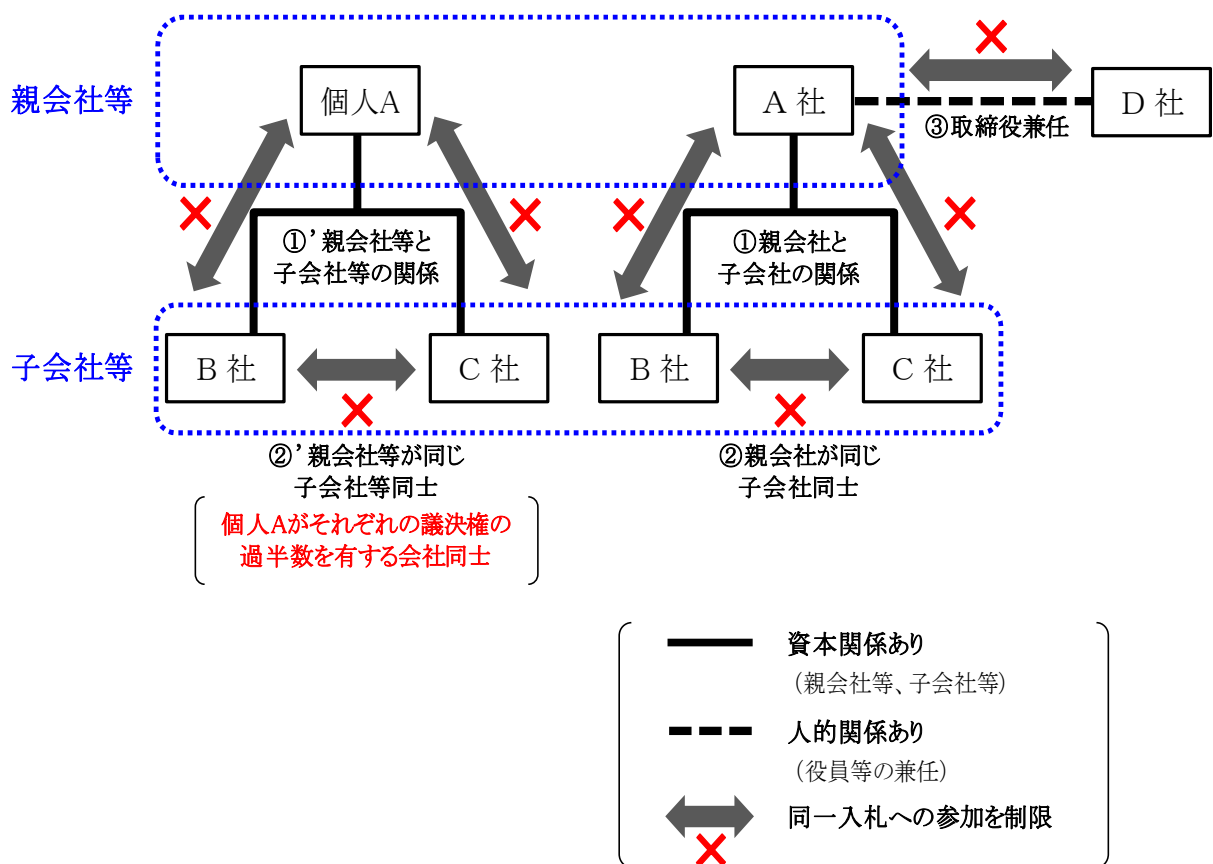 親会社等
個人A
A 社
D 社
③取締役兼任
①’親会社等と
子会社等の関係
①親会社と
子会社の関係
子会社等
B 社
C 社
B 社
C 社
②’親会社等が同じ
子会社等同士
②親会社が同じ
子会社同士
個人Aがそれぞれの議決権の
過半数を有する会社同士
資本関係あり
（親会社等、子会社等）
人的関係あり
（役員等の兼任）
同一入札への参加を制限